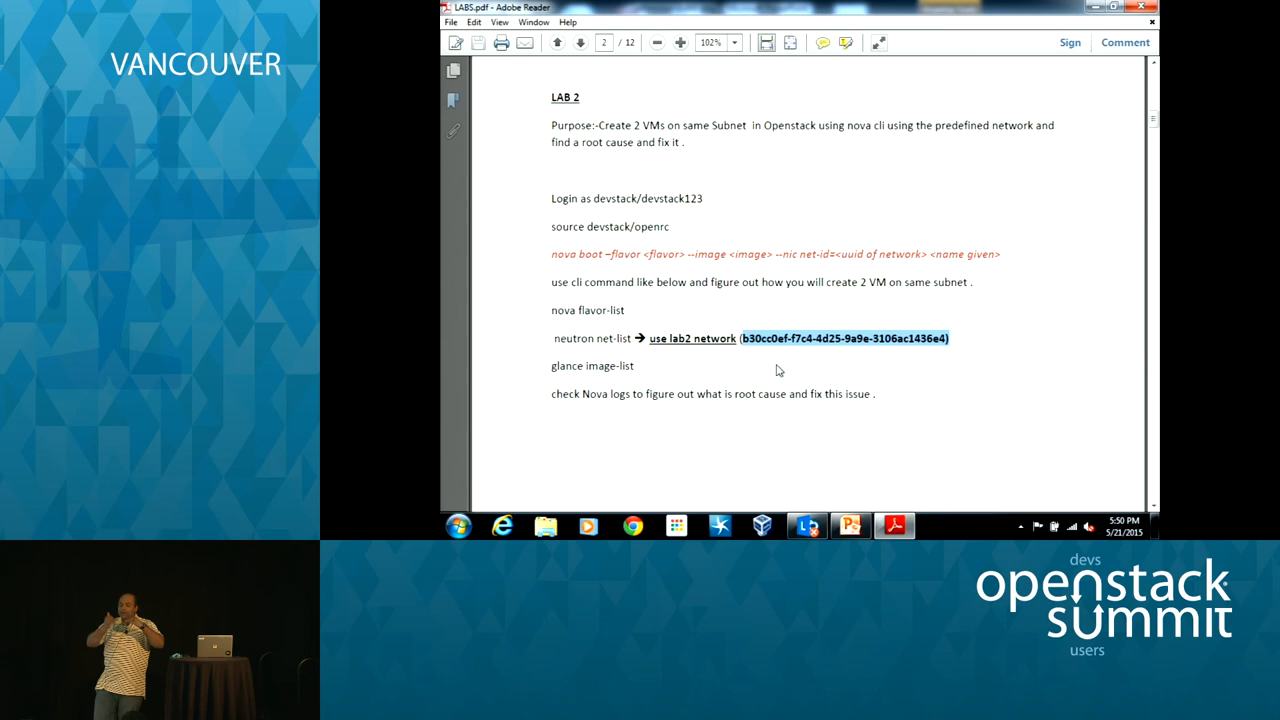 VANCOUVER
LABS.pdf - Adobe Reader
File Edit View Window Help
2 / 12 102% Sign Comment
LAB 2
Purpose:-Create 2 VMs on same Subnet in Openstack using nova cli using the predefined network and
find a root cause and fix it .
Login as devstack/devstack123
source devstack/openrc
nova boot –flavor <flavor> --image <image> --nic net-id=<uuid of network> <name given>
use cli command like below and figure out how you will create 2 VM on same subnet .
nova flavor-list
neutron net-list ➔ use lab2 network (b30cc0ef-f7c4-4d25-9a9e-3106ac1436e4)
glance image-list
check Nova logs to figure out what is root cause and fix this issue .
5:50 PM
5/21/2015
devs
openstack
summit
users